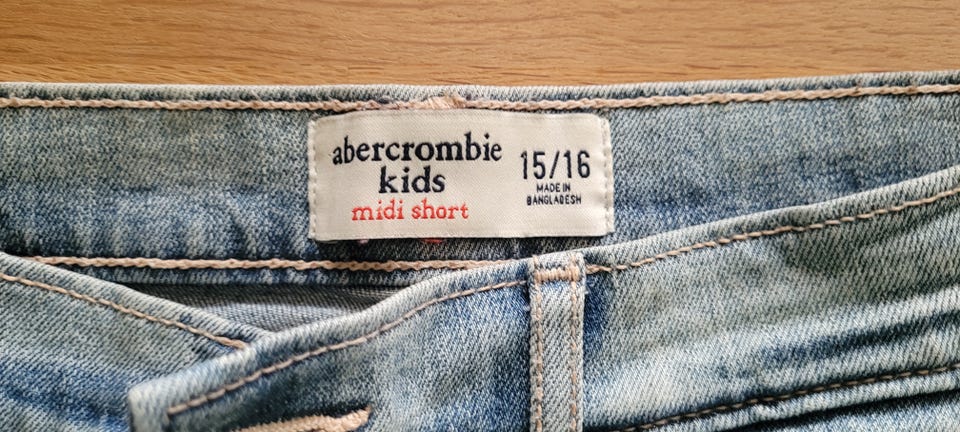 abercrombie
kids
midi short
15/16
MADE IN
BANGLADESH